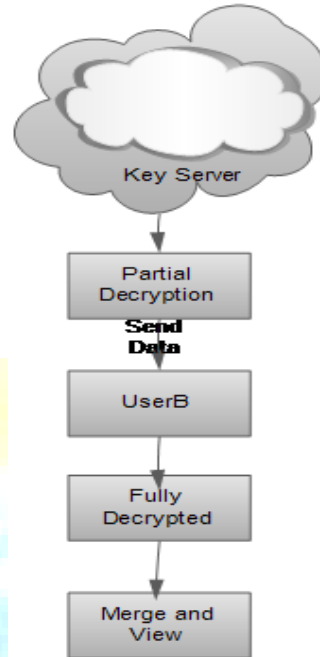 Key Server
Partial
Decryption
Send
Data
UserB
Fully
Decrypted
Merge and
View